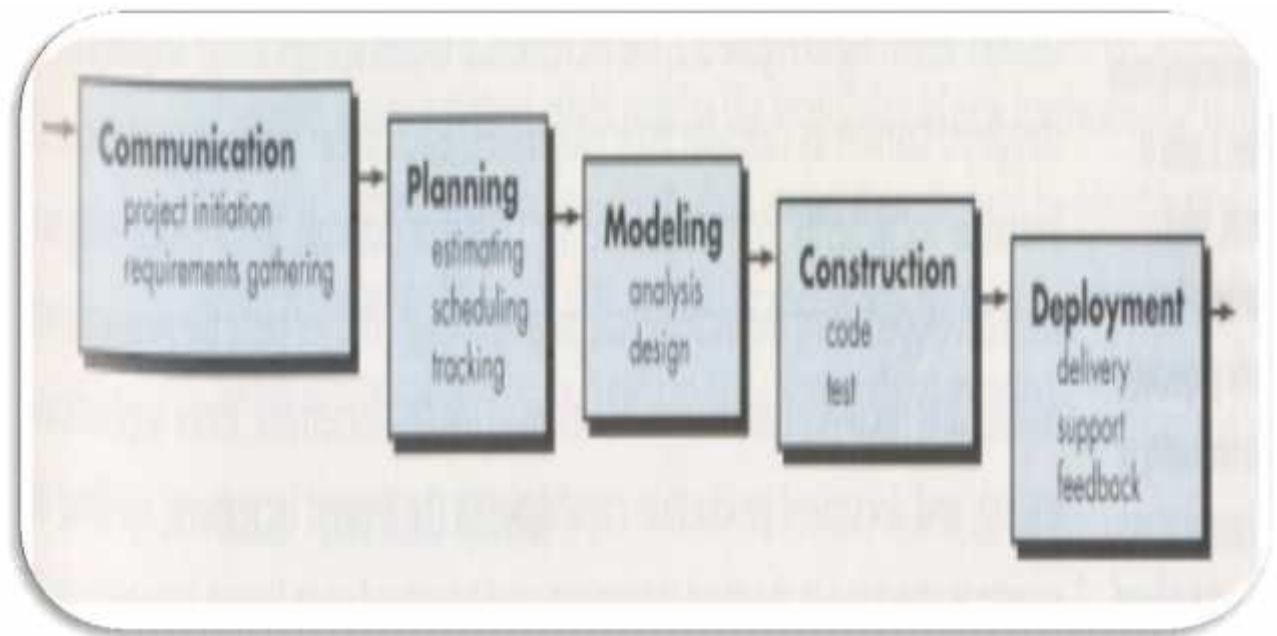 Communication
project initiation
requirements gathering
Planning
estimating
scheduling
tracking
Modeling
analysis
design
Construction
code
test
Deployment
delivery
support
feedback